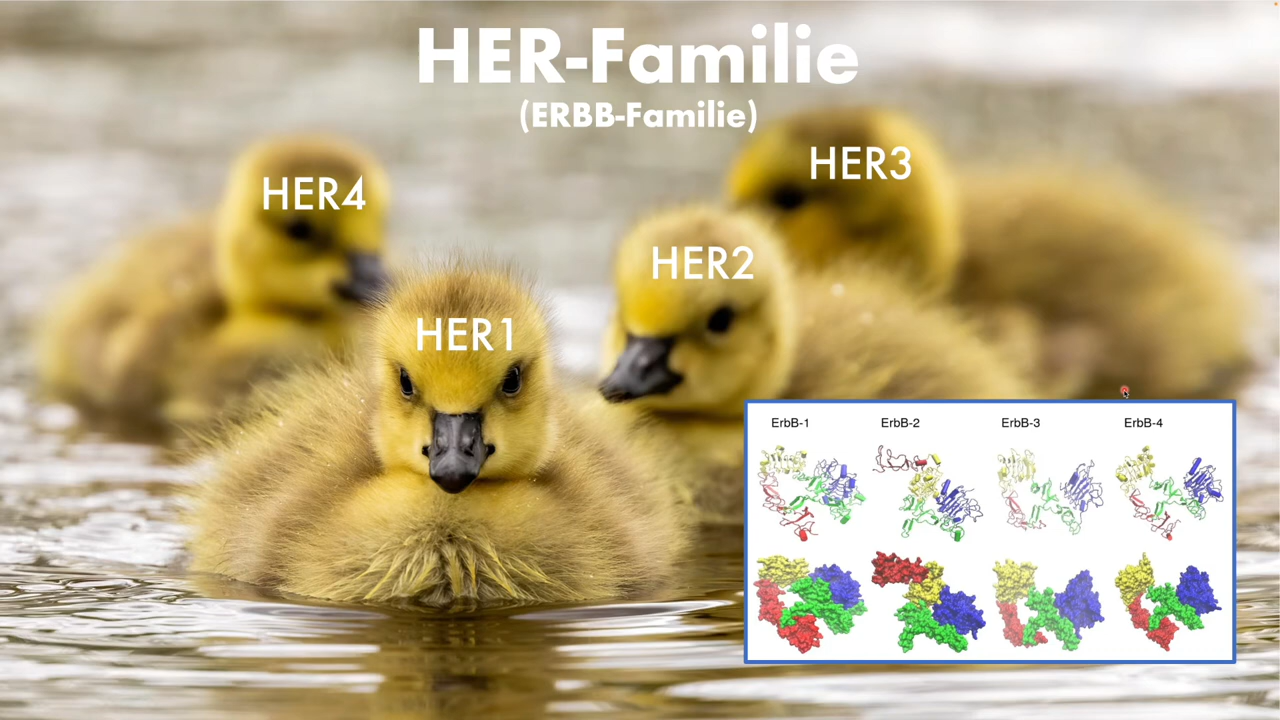 HER-Familie
(ERBB-Familie)
HER4
HER3
HER2
HER1
ErbB-1
ErbB-2
ErbB-3
ErbB-4